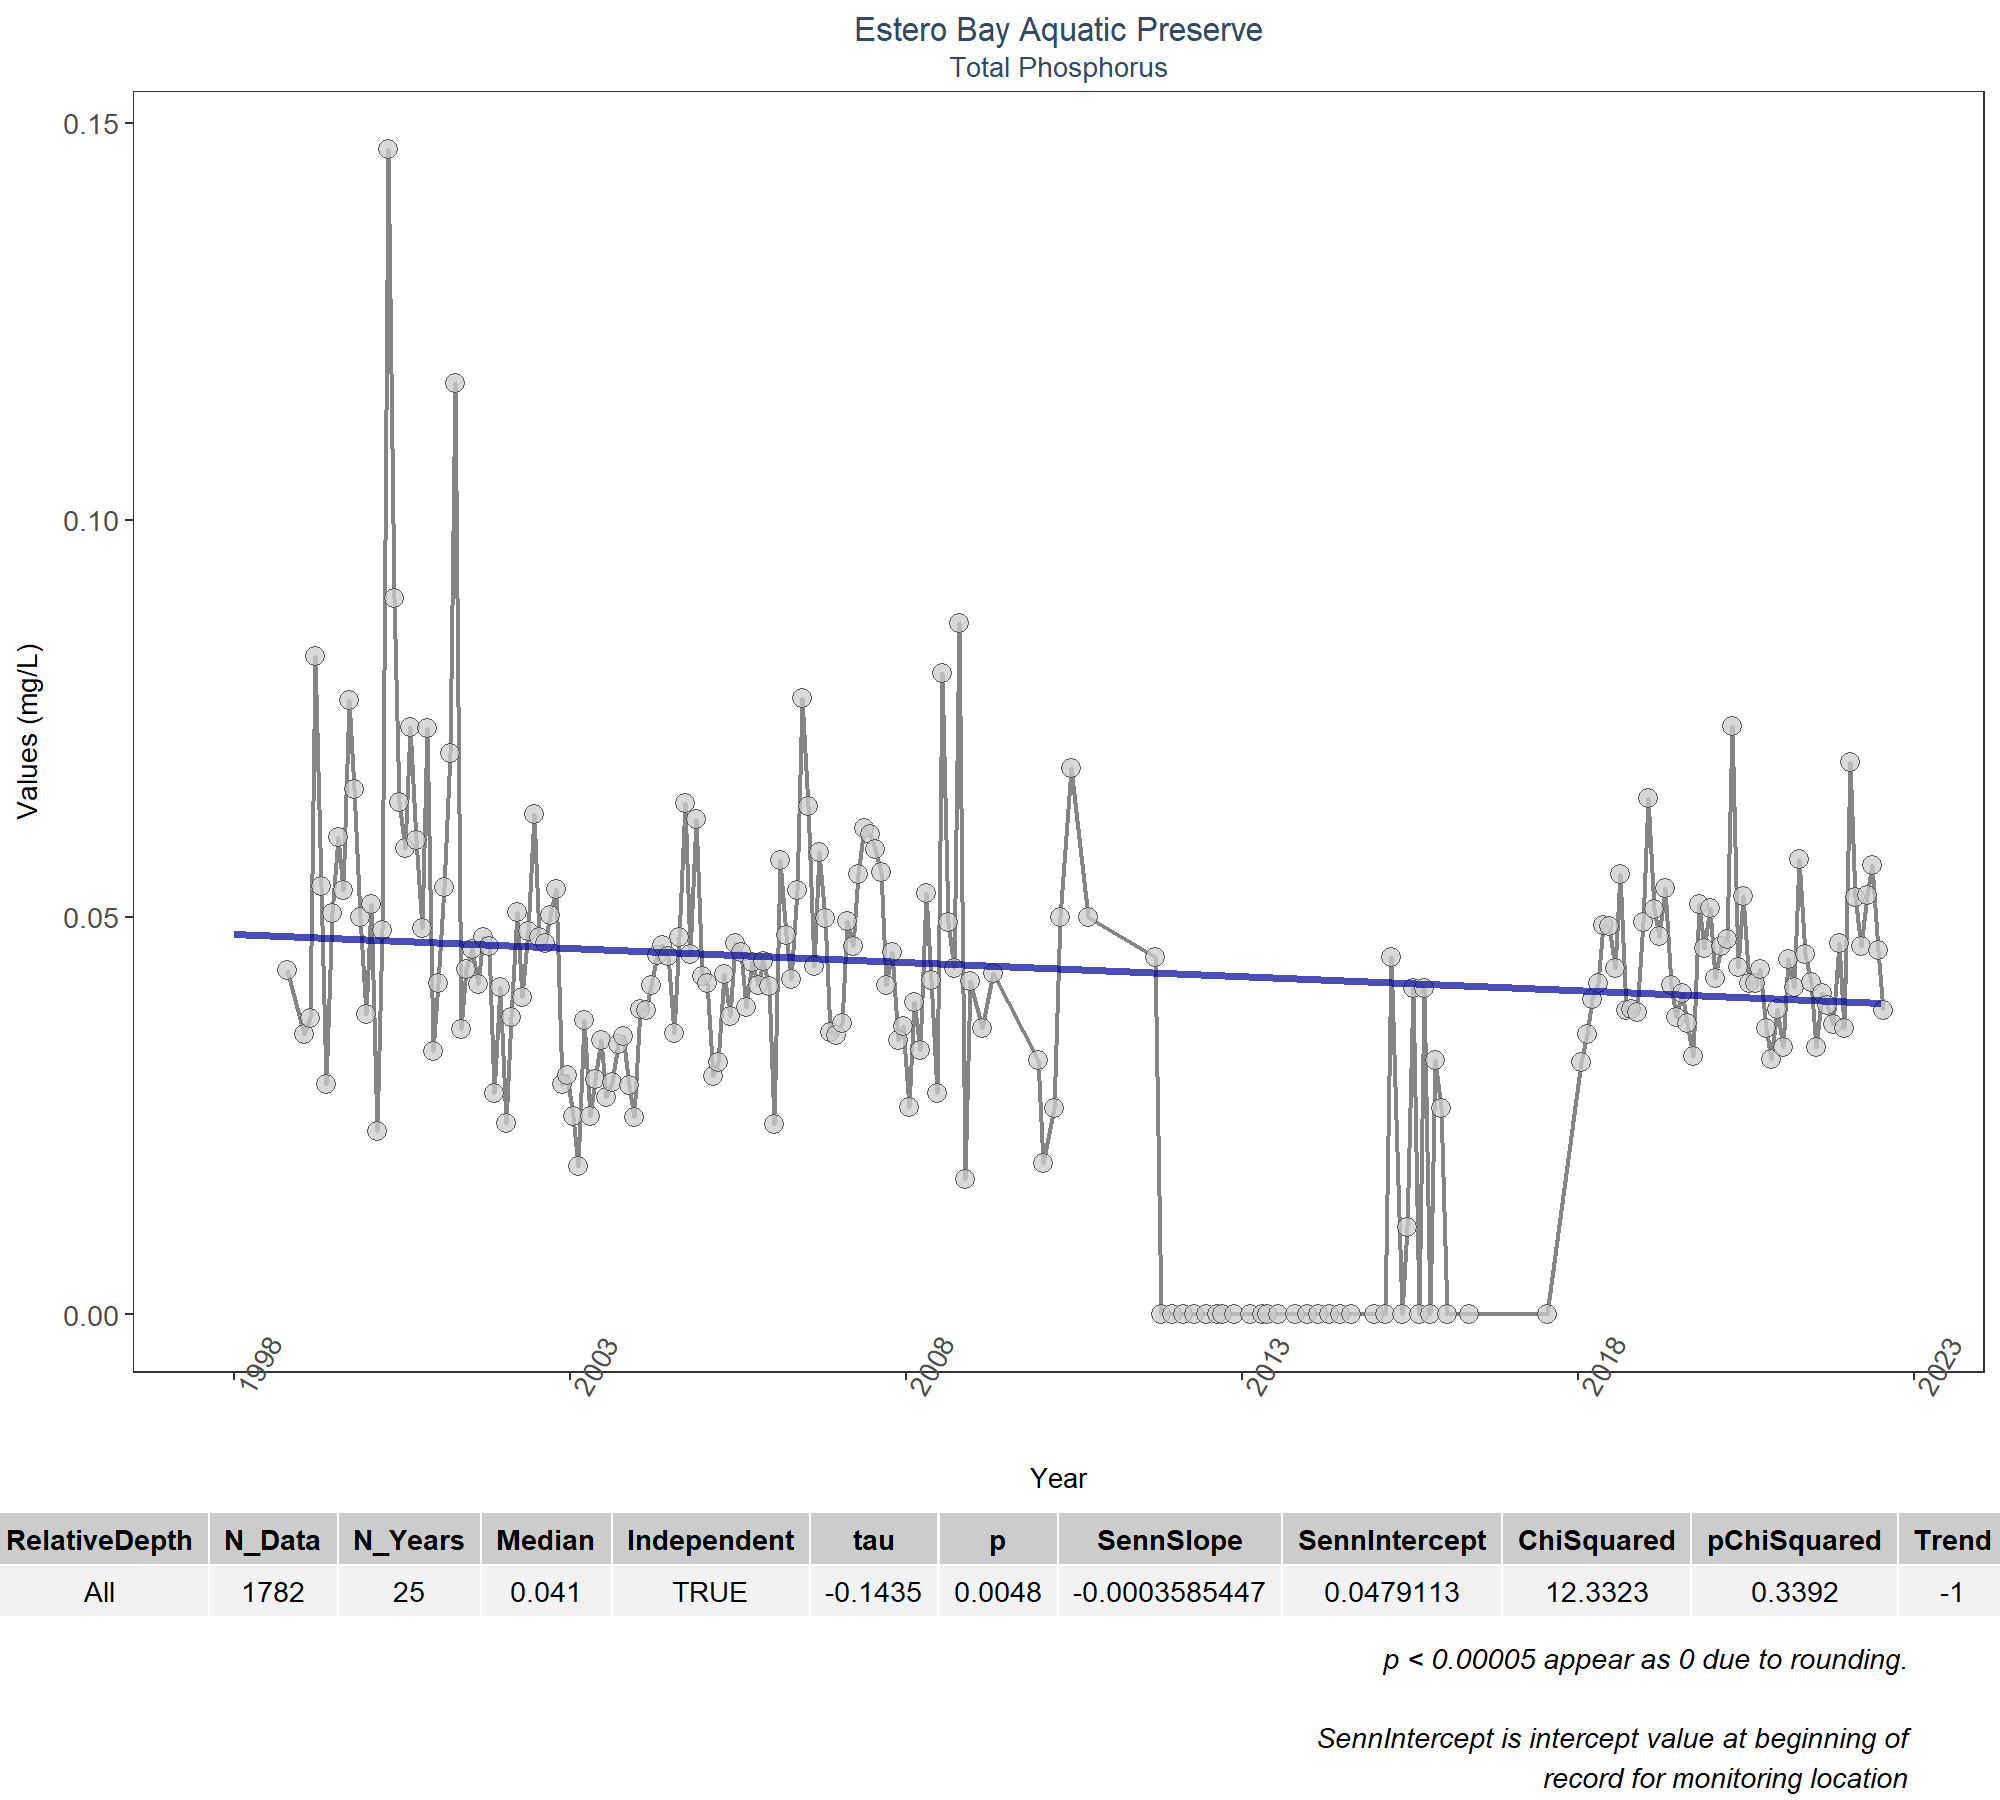 Estero Bay Aquatic Preserve
Total Phosphorus
0.15
0.10
0.05
0.00
Values (mg/L)
1998
2003
2008
2013
2018
2023
Year
RelativeDepth N_Data N_Years Median Independent tau p SennSlope SennIntercept ChiSquared pChiSquared Trend
All 1782 25 0.041 TRUE -0.1435 0.0048 -0.0003585447 0.0479113 12.3323 0.3392 -1
p < 0.00005 appear as 0 due to rounding.
SennIntercept is intercept value at beginning of
record for monitoring location